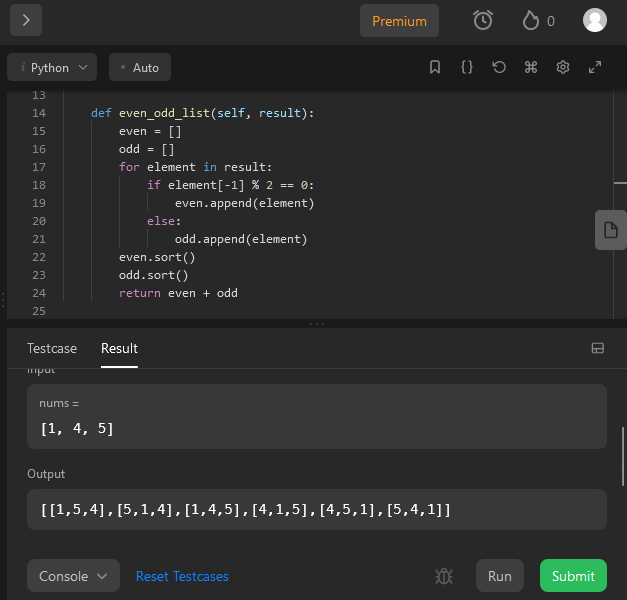 Premium
0
i Python
Auto
13
14 def even_odd_list(self, result):
15 even = []
16 odd = []
17 for element in result:
18 if element[-1] % 2 == 0:
19 even.append(element)
20 else:
21 odd.append(element)
22 even.sort()
23 odd.sort()
24 return even + odd
25
Testcase Result
Input
nums =
[1, 4, 5]
Output
[[1,5,4],[5,1,4],[1,4,5],[4,1,5],[4,5,1],[5,4,1]]
Console Reset Testcases Run Submit